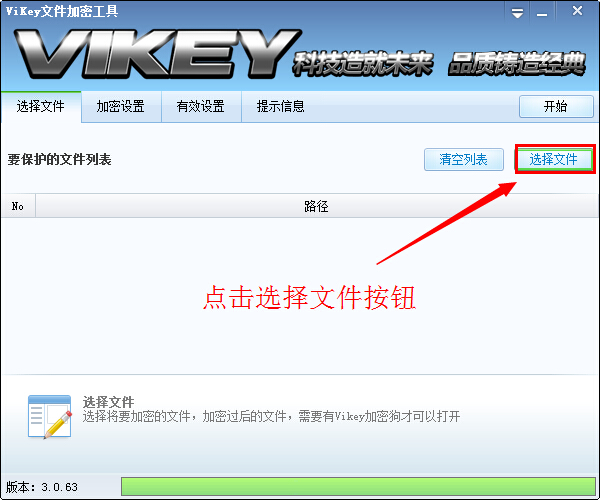 ViKey文件加密工具
VIKEY 科技造就未来 品质铸造经典
选择文件 加密设置 有效设置 提示信息 开始
要保护的文件列表 清空列表 选择文件
No 路径
点击选择文件按钮
选择文件
选择将要加密的文件，加密过后的文件，需要有Vikey加密狗才可以打开
版本: 3.0.63